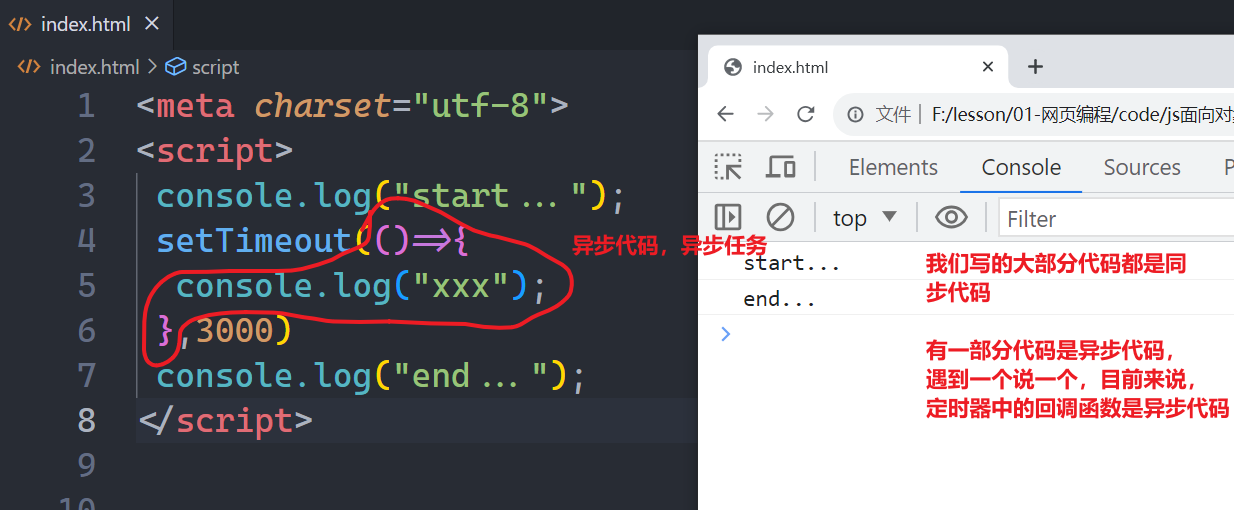 index.html
index.html > script
1 <meta charset="utf-8">
2 <script>
3 console.log("start...");
4 setTimeout(()=>{
5 console.log("xxx");
6 },3000)
7 console.log("end...");
8 </script>
9
10
异步代码，异步任务
index.html
文件 F:/lesson/01-网页编程/code/js面向对
Elements Console Sources
top Filter
start...
end...
我们写的大部分代码都是同
步代码
有一部分代码是异步代码，
遇到一个说一个，目前来说，
定时器中的回调函数是异步代码